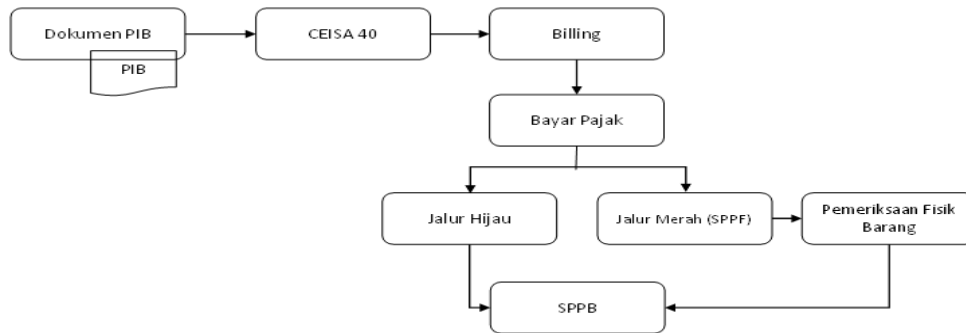 Dokumen PIB
PIB
CEISA 40
Billing
Bayar Pajak
Jalur Hijau
Jalur Merah (SPPF)
Pemeriksaan Fisik
Barang
SPPB